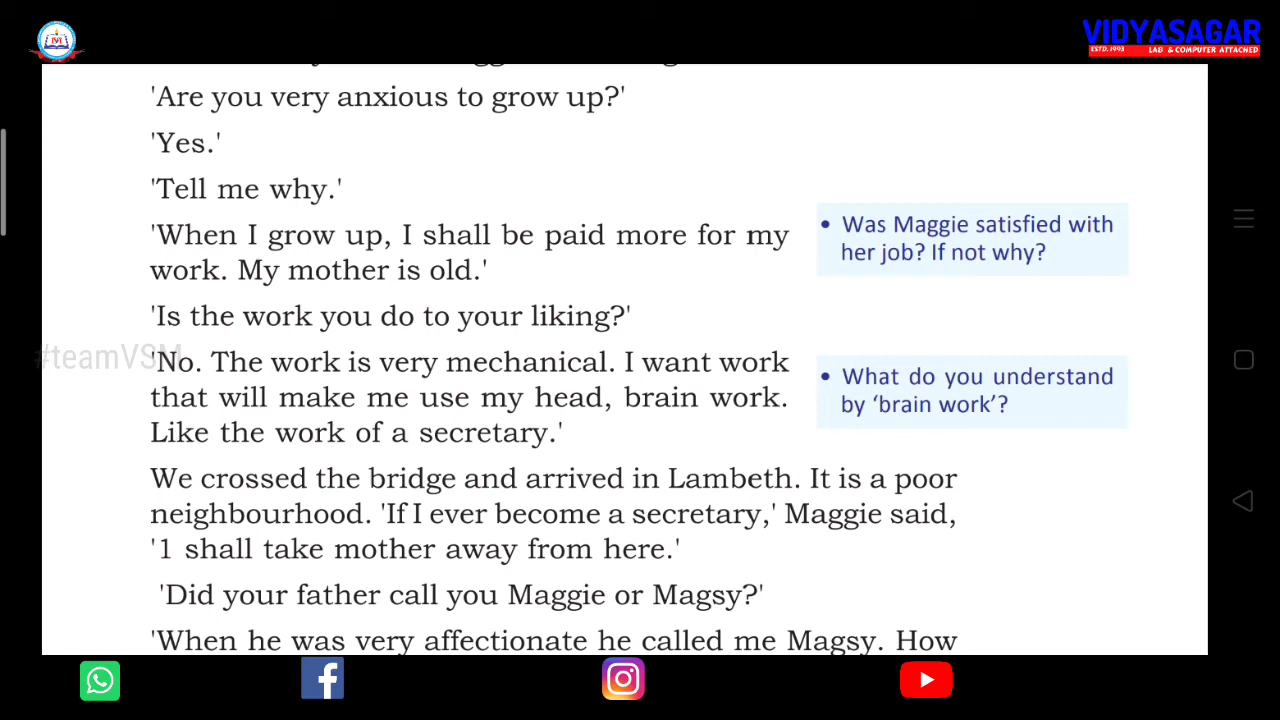 VIDYASAGAR
ESTD. 1993 LAB & COMPUTER ATTACHED
'Are you very anxious to grow up?'
'Yes.'
'Tell me why.'
'When I grow up, I shall be paid more for my
work. My mother is old.'
• Was Maggie satisfied with
her job? If not why?
'Is the work you do to your liking?'
#teamVSM
'No. The work is very mechanical. I want work
that will make me use my head, brain work.
Like the work of a secretary.'
• What do you understand
by ‘brain work’?
We crossed the bridge and arrived in Lambeth. It is a poor
neighbourhood. 'If I ever become a secretary,' Maggie said,
'1 shall take mother away from here.'
'Did your father call you Maggie or Magsy?'
'When he was very affectionate he called me Magsy. How